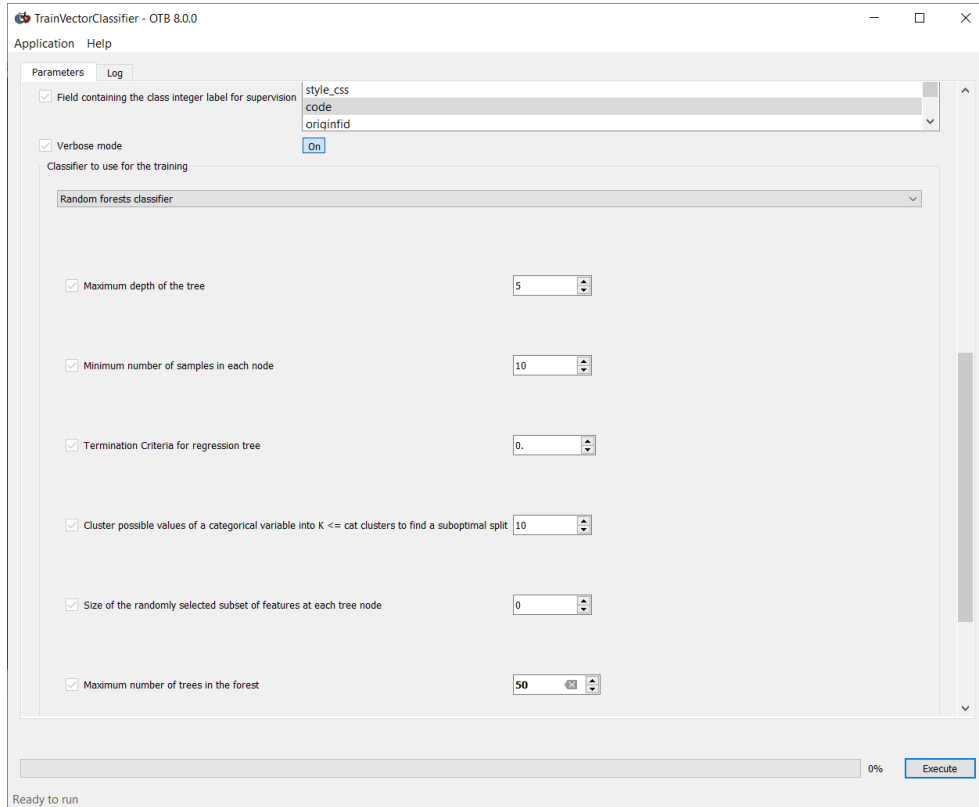 TrainVectorClassifier - OTB 8.0.0
Application Help
Parameters Log
Field containing the class integer label for supervision
style_css
code
originfid
Verbose mode On
Classifier to use for the training
Random forests classifier
Maximum depth of the tree 5
Minimum number of samples in each node 10
Termination Criteria for regression tree 0.
Cluster possible values of a categorical variable into K <= cat clusters to find a suboptimal split 10
Size of the randomly selected subset of features at each tree node 0
Maximum number of trees in the forest 50
0% Execute
Ready to run